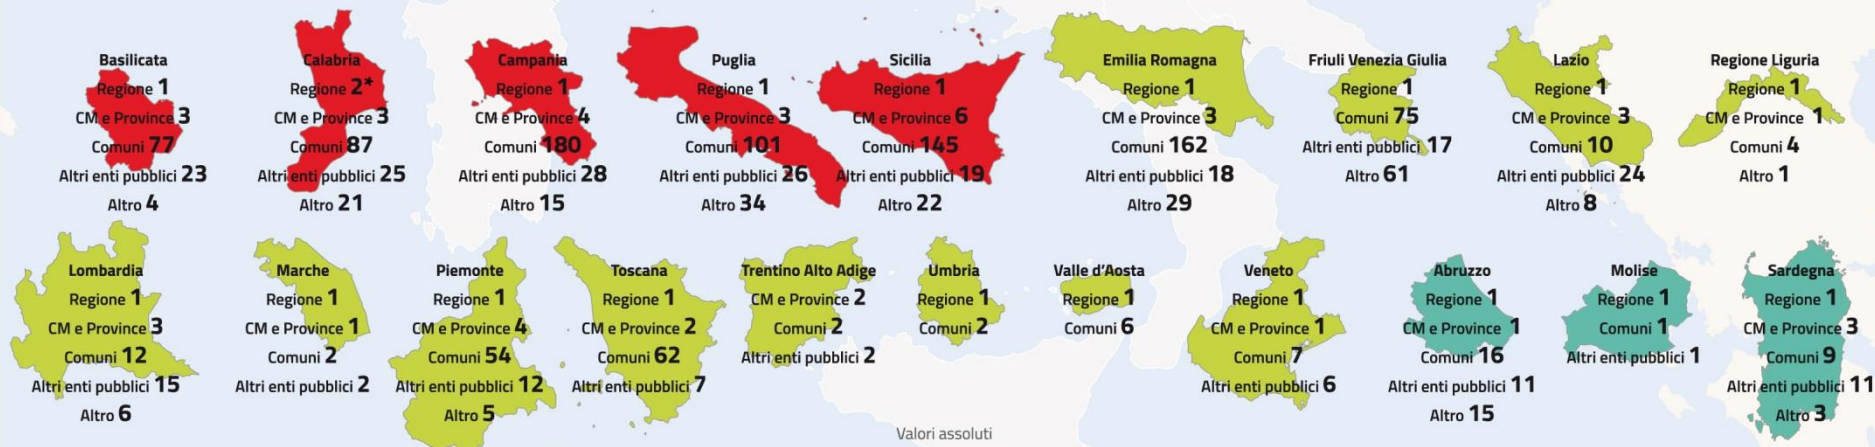 Basilicata
Regione 1
CM e Province 3
Comuni 77
Altri enti pubblici 23
Altro 4
Calabria
Regione 2*
CM e Province 3
Comuni 87
Altri enti pubblici 25
Altro 21
Campania
Regione 1
CM e Province 4
Comuni 180
Altri enti pubblici 28
Altro 15
Puglia
Regione 1
CM e Province 3
Comuni 101
Altri enti pubblici 26
Altro 34
Sicilia
Regione 1
CM e Province 6
Comuni 145
Altri enti pubblici 19
Altro 22
Emilia Romagna
Regione 1
CM e Province 3
Comuni 162
Altri enti pubblici 18
Altro 29
Friuli Venezia Giulia
Regione 1
Comuni 75
Altri enti pubblici 17
Altro 61
Lazio
Regione 1
CM e Province 3
Comuni 10
Altri enti pubblici 24
Altro 8
Regione Liguria
Regione 1
CM e Province 1
Comuni 4
Altro 1
Lombardia
Regione 1
CM e Province 3
Comuni 12
Altri enti pubblici 15
Altro 6
Marche
Regione 1
CM e Province 1
Comuni 2
Altri enti pubblici 2
Piemonte
Regione 1
CM e Province 4
Comuni 54
Altri enti pubblici 12
Altro 5
Toscana
Regione 1
CM e Province 2
Comuni 62
Altri enti pubblici 7
Trentino Alto Adige
CM e Province 2
Comuni 2
Altri enti pubblici 2
Umbria
Regione 1
Comuni 2
Valle d'Aosta
Regione 1
Comuni 6
Veneto
Regione 1
CM e Province 1
Comuni 7
Altri enti pubblici 6
Abruzzo
Regione 1
CM e Province 1
Comuni 16
Altri enti pubblici 11
Altro 15
Molise
Regione 1
Comuni 1
Altri enti pubblici 1
Sardegna
Regione 1
CM e Province 3
Comuni 9
Altri enti pubblici 11
Altro 3
Valori assoluti